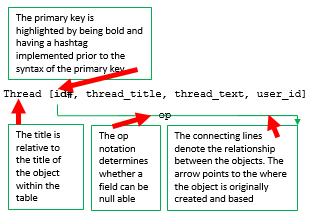 The primary key is
highlighted by being bold and
having a hashtag
implemented prior to the
syntax of the primary key
Thread [id#, thread_title, thread_text, user_id]
op
The title is
relative to
the title of
the object
within the
table
The op
notation
determines
whether a
field can be
null able
The connecting lines
denote the relationship
between the objects. The
arrow points to the where
the object is originally
created and based